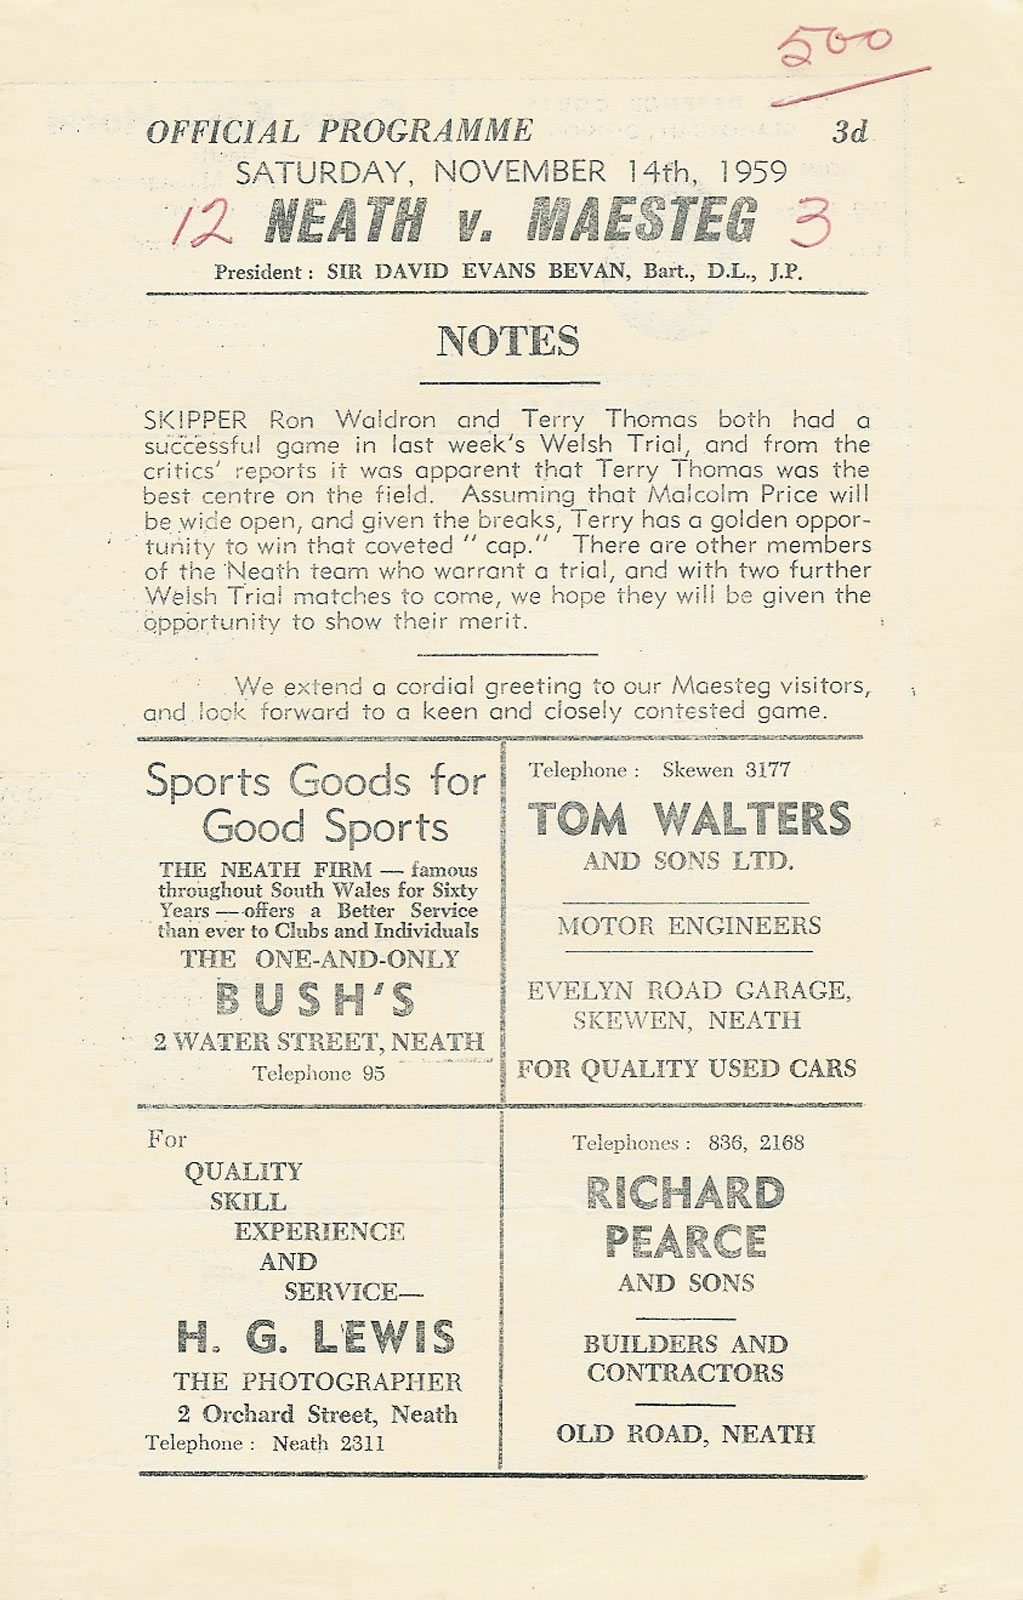 500
OFFICIAL PROGRAMME 3d
SATURDAY, NOVEMBER 14th, 1959
12 NEATH v. MAESTEG 3
President : SIR DAVID EVANS BEVAN, Bart., D.L., J.P.
NOTES
SKIPPER Ron Waldron and Terry Thomas both had a
successful game in last week's Welsh Trial, and from the
critics' reports it was apparent that Terry Thomas was the
best centre on the field. Assuming that Malcolm Price will
be wide open, and given the breaks, Terry has a golden oppor-
tunity to win that coveted " cap." There are other members
of the Neath team who warrant a trial, and with two further
Welsh Trial matches to come, we hope they will be given the
opportunity to show their merit.
We extend a cordial greeting to our Maesteg visitors,
and look forward to a keen and closely contested game.
Sports Goods for
Good Sports
THE NEATH FIRM — famous
throughout South Wales for Sixty
Years — offers a Better Service
than ever to Clubs and Individuals
THE ONE-AND-ONLY
BUSH'S
2 WATER STREET, NEATH
Telephone 95
Telephone : Skewen 3177
TOM WALTERS
AND SONS LTD.
MOTOR ENGINEERS
EVELYN ROAD GARAGE,
SKEWEN, NEATH
FOR QUALITY USED CARS
For
QUALITY
SKILL
EXPERIENCE
AND
SERVICE—
H. G. LEWIS
THE PHOTOGRAPHER
2 Orchard Street, Neath
Telephone : Neath 2311
Telephones : 836, 2168
RICHARD
PEARCE
AND SONS
BUILDERS AND
CONTRACTORS
OLD ROAD, NEATH